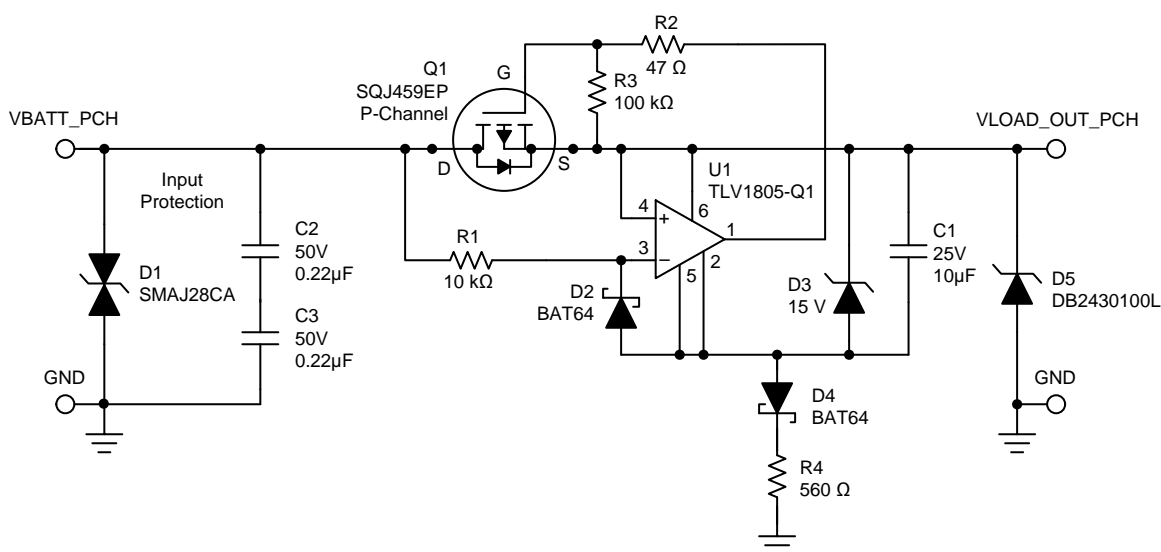 R2
47 Ω
Q1
SQJ459EP
P-Channel
G
R3
100 kΩ
VBATT_PCH
VLOAD_OUT_PCH
D
S
Input
Protection
U1
TLV1805-Q1
4
+
6
1
3
−
5
2
R1
10 kΩ
C2
50V
0.22µF
C1
25V
10µF
D1
SMAJ28CA
D2
BAT64
D3
15 V
D5
DB2430100L
C3
50V
0.22µF
GND
GND
D4
BAT64
R4
560 Ω